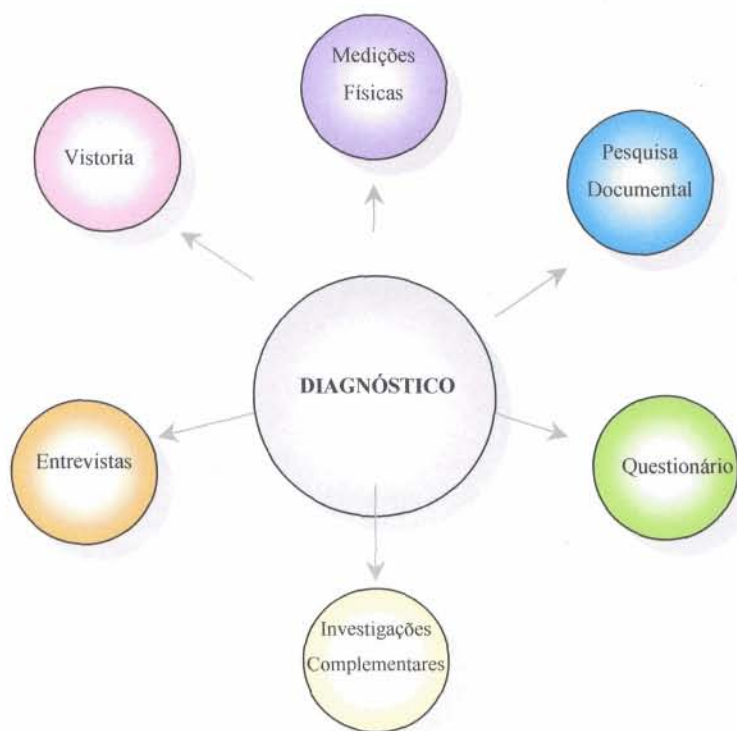 Medições
Físicas
Vistoria
Pesquisa
Documental
DIAGNÓSTICO
Entrevistas
Questionário
Investigações
Complementares